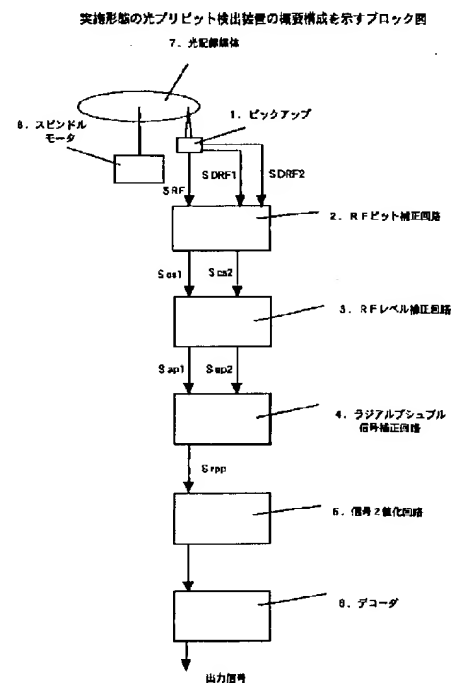 実施形態の光プリピット検出装置の概要構成を示すブロック図
7. 光記録媒体
8. スピンドル
モータ
1. ピックアップ
SRF
SDRF1
SDRF2
2. RFピット補正回路
Scs1
Scs2
3. RFレベル補正回路
Sap1
Sap2
4. ラジアルプシュプル
信号補正回路
Srpp
5. 信号2値化回路
6. デコーダ
出力信号